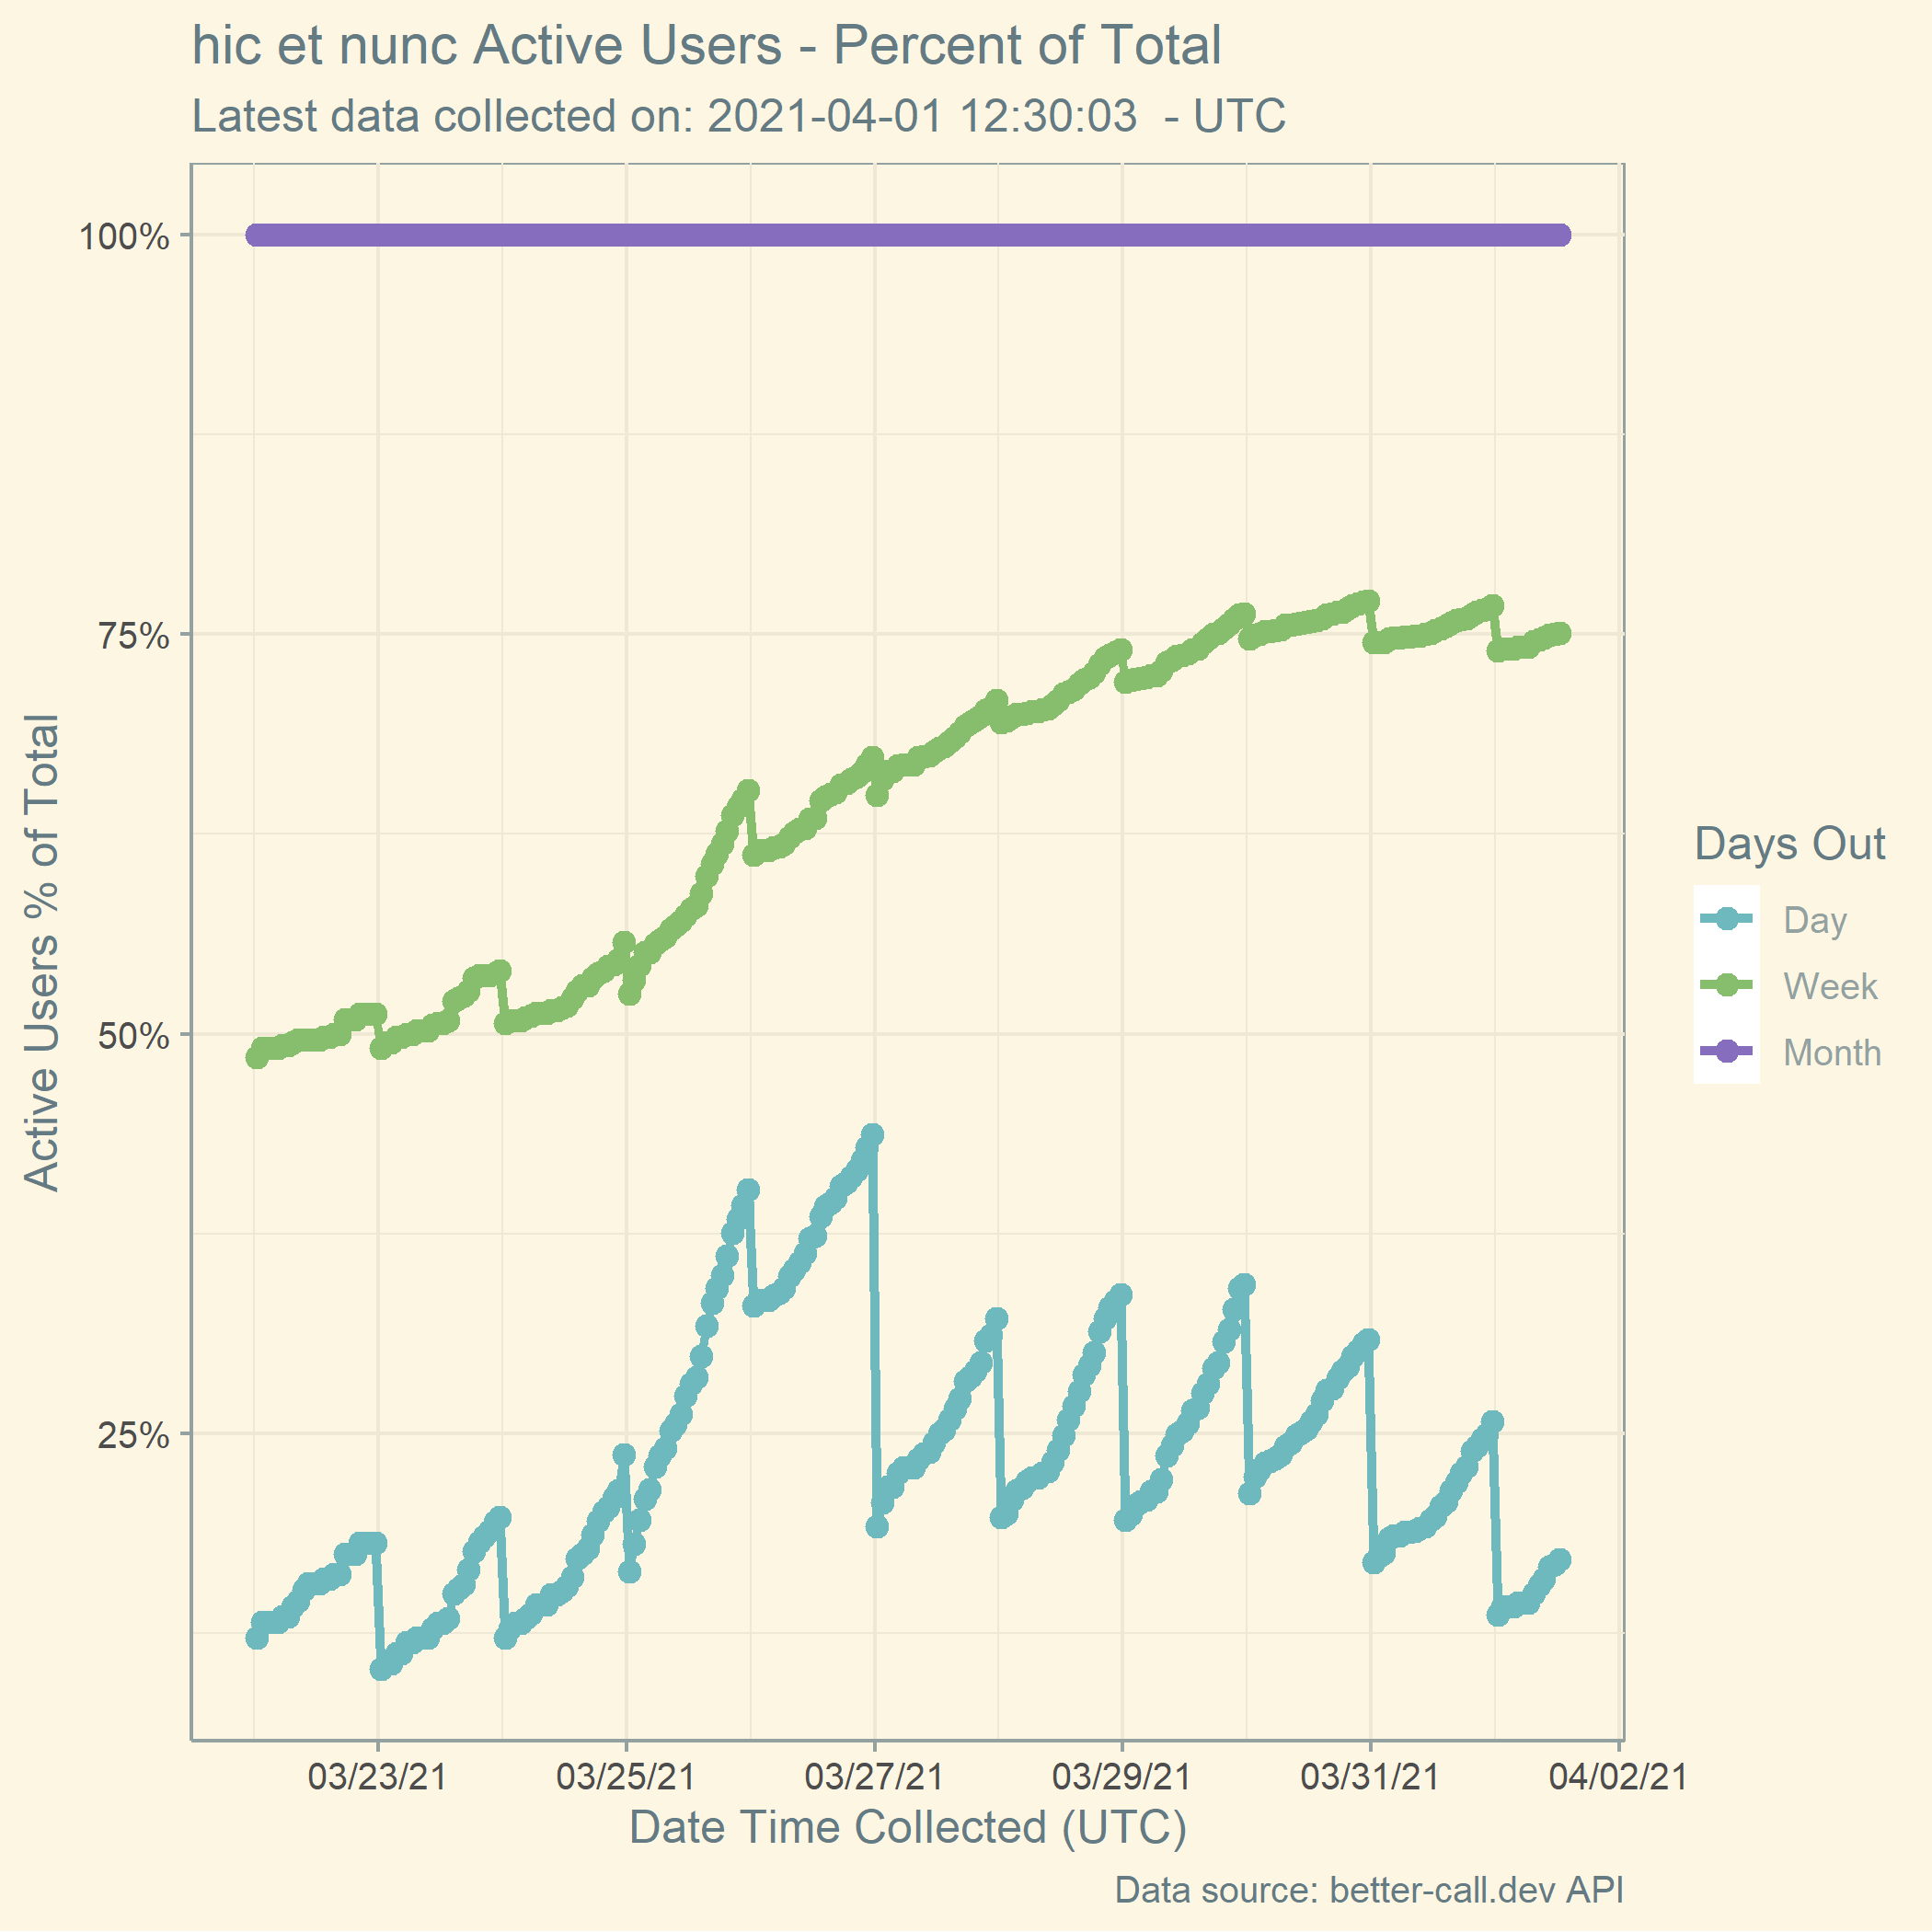 hic et nunc Active Users - Percent of Total
Latest data collected on: 2021-04-01 12:30:03  - UTC
Active Users % of Total
100%
75%
50%
25%
03/23/21 03/25/21 03/27/21 03/29/21 03/31/21 04/02/21
Date Time Collected (UTC)
Days Out
Day
Week
Month
Data source: better-call.dev API